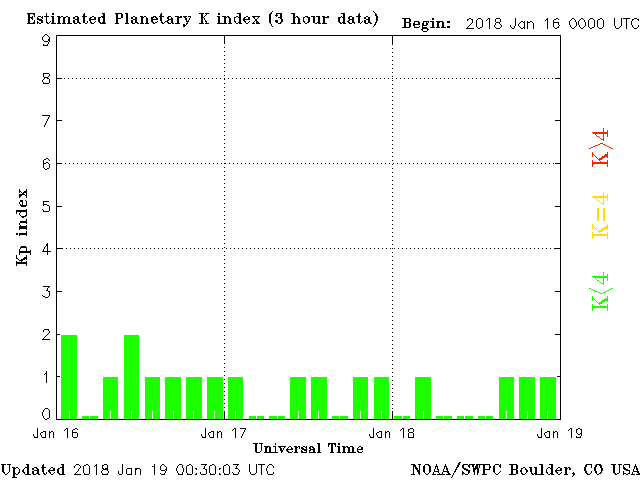 Estimated Planetary K index (3 hour data) Begin: 2018 Jan 16 0000 UTC
9
8
7
6
5
4
3
2
1
0
Kp index
K>4
K=4
K<4
Jan 16 Jan 17 Jan 18 Jan 19
Universal Time
Updated 2018 Jan 19 00:30:03 UTC NOAA/SWPC Boulder, CO USA